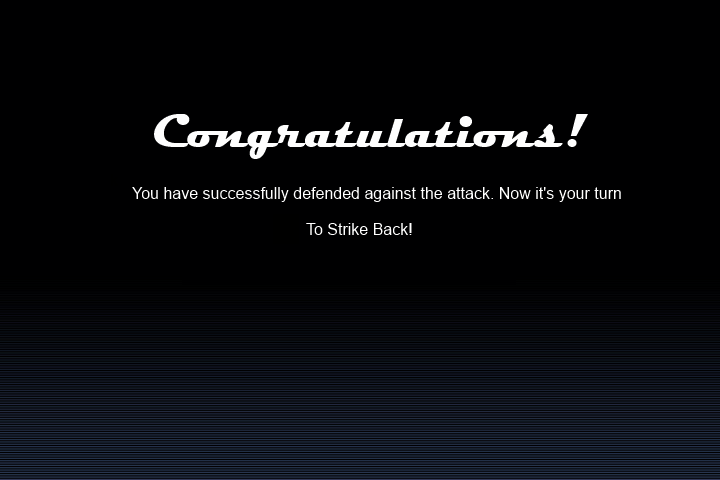 Congratulations!
You have successfully defended against the attack. Now it's your turn
To Strike Back!